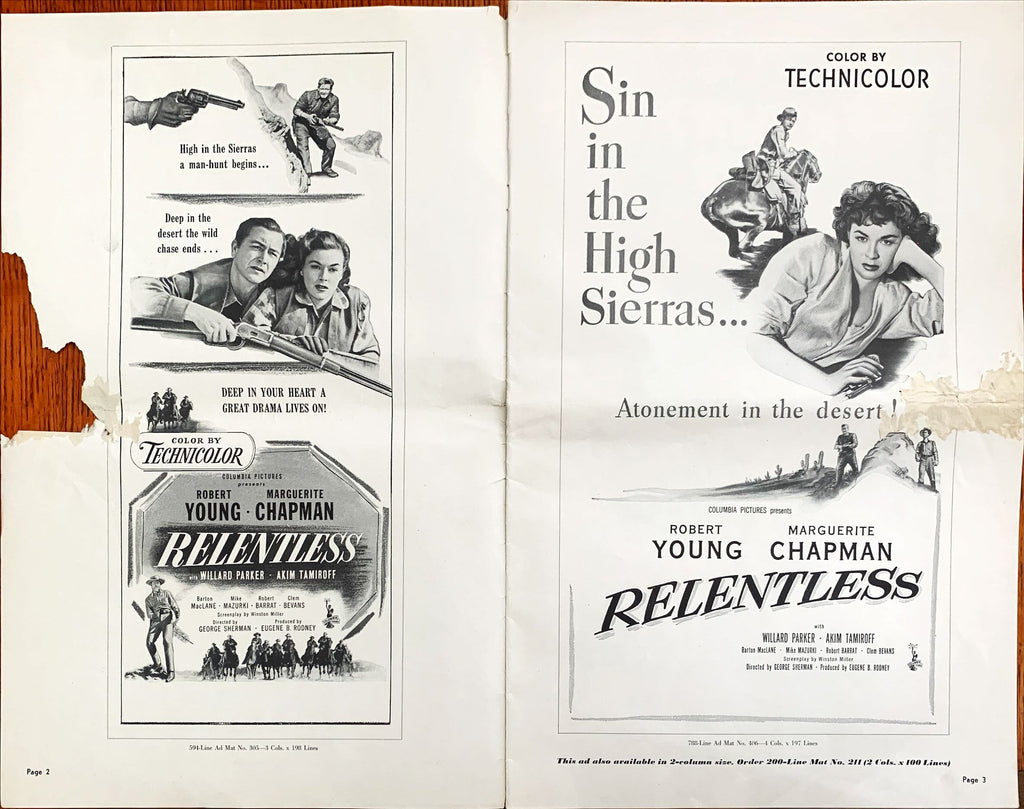 High in the Sierras
a man-hunt begins...
Deep in the
desert the wild
chase ends . . .
DEEP IN YOUR HEART A
GREAT DRAMA LIVES ON!
COLOR BY
TECHNICOLOR
COLUMBIA PICTURES
presents
ROBERT MARGUERITE
YOUNG · CHAPMAN
RELENTLESS
with WILLARD PARKER · AKIM TAMIROFF
Barton Mike Robert Clem
MacLANE · MAZURKI · BARRAT · BEVANS
Screenplay by Winston Miller
Directed by Produced by
GEORGE SHERMAN · EUGENE B. RODNEY
594-Line Ad Mat No. 305—3 Cols. x 198 Lines
Page 2
COLOR BY
TECHNICOLOR
Sin
in
the
High
Sierras...
Atonement in the desert!
COLUMBIA PICTURES presents
ROBERT MARGUERITE
YOUNG CHAPMAN
RELENTLESS
with
WILLARD PARKER · AKIM TAMIROFF
Barton MacLANE · Mike MAZURKI · Robert BARRAT · Clem BEVANS
Screenplay by Winston Miller
Directed by GEORGE SHERMAN · Produced by EUGENE B. RODNEY
788-Line Ad Mat No. 406—4 Cols. x 197 Lines
This ad also available in 2-column size. Order 200-Line Mat No. 211 (2 Cols. x 100 Lines)
Page 3